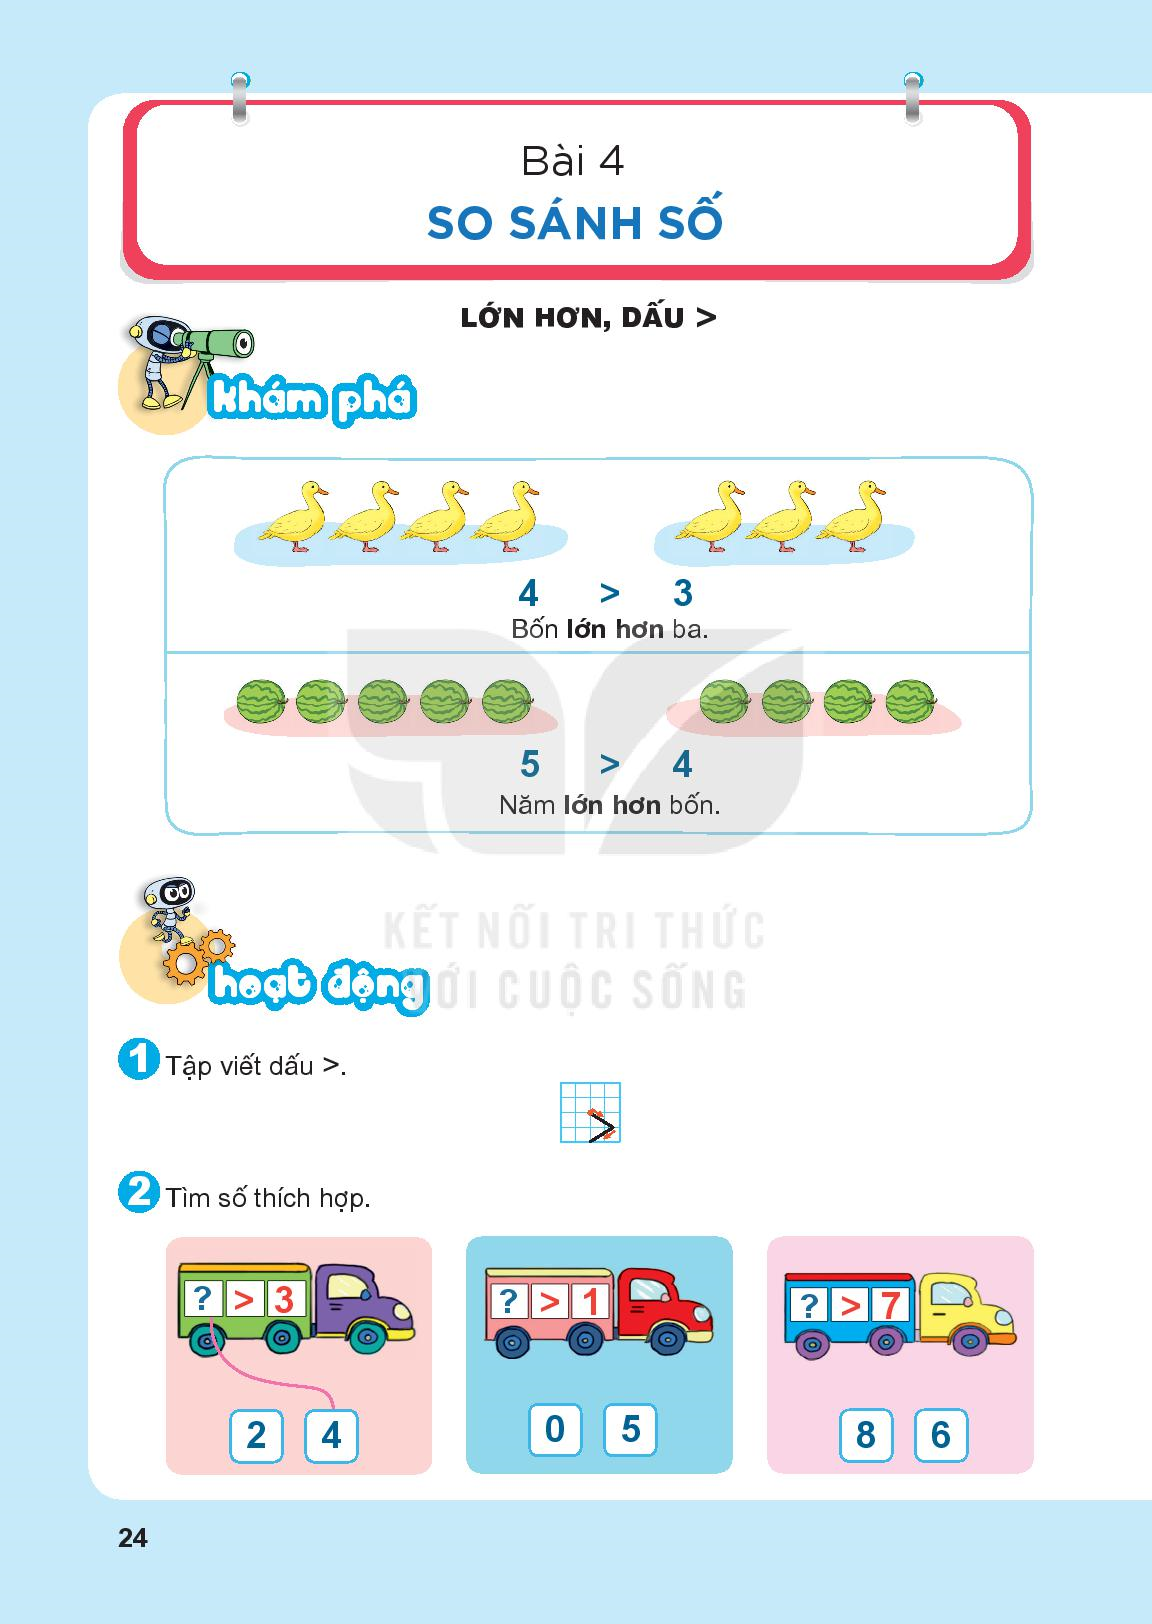 Bài 4
SO SÁNH SỐ
LỚN HƠN, DẤU >
khám phá
4 > 3
Bốn lớn hơn ba.
5 > 4
Năm lớn hơn bốn.
KẾT NỐI TRI THỨC
VỚI CUỘC SỐNG
hoạt động
1 Tập viết dấu >.
>
2 Tìm số thích hợp.
? > 3
? > 1
? > 7
2 4
0 5
8 6
24